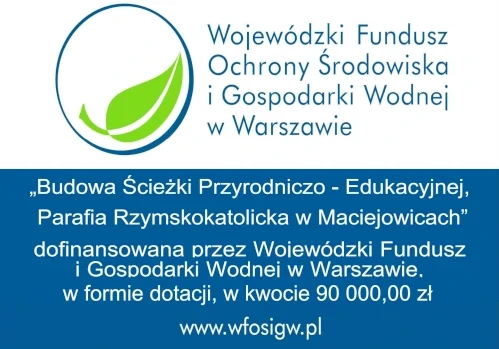 Wojewódzki Fundusz
Ochrony Środowiska
i Gospodarki Wodnej
w Warszawie
„Budowa Ścieżki Przyrodniczo - Edukacyjnej,
Parafia Rzymskokatolicka w Maciejowicach”
dofinansowana przez Wojewódzki Fundusz
i Gospodarki Wodnej w Warszawie,
w formie dotacji, w kwocie 90 000,00 zł
www.wfosigw.pl